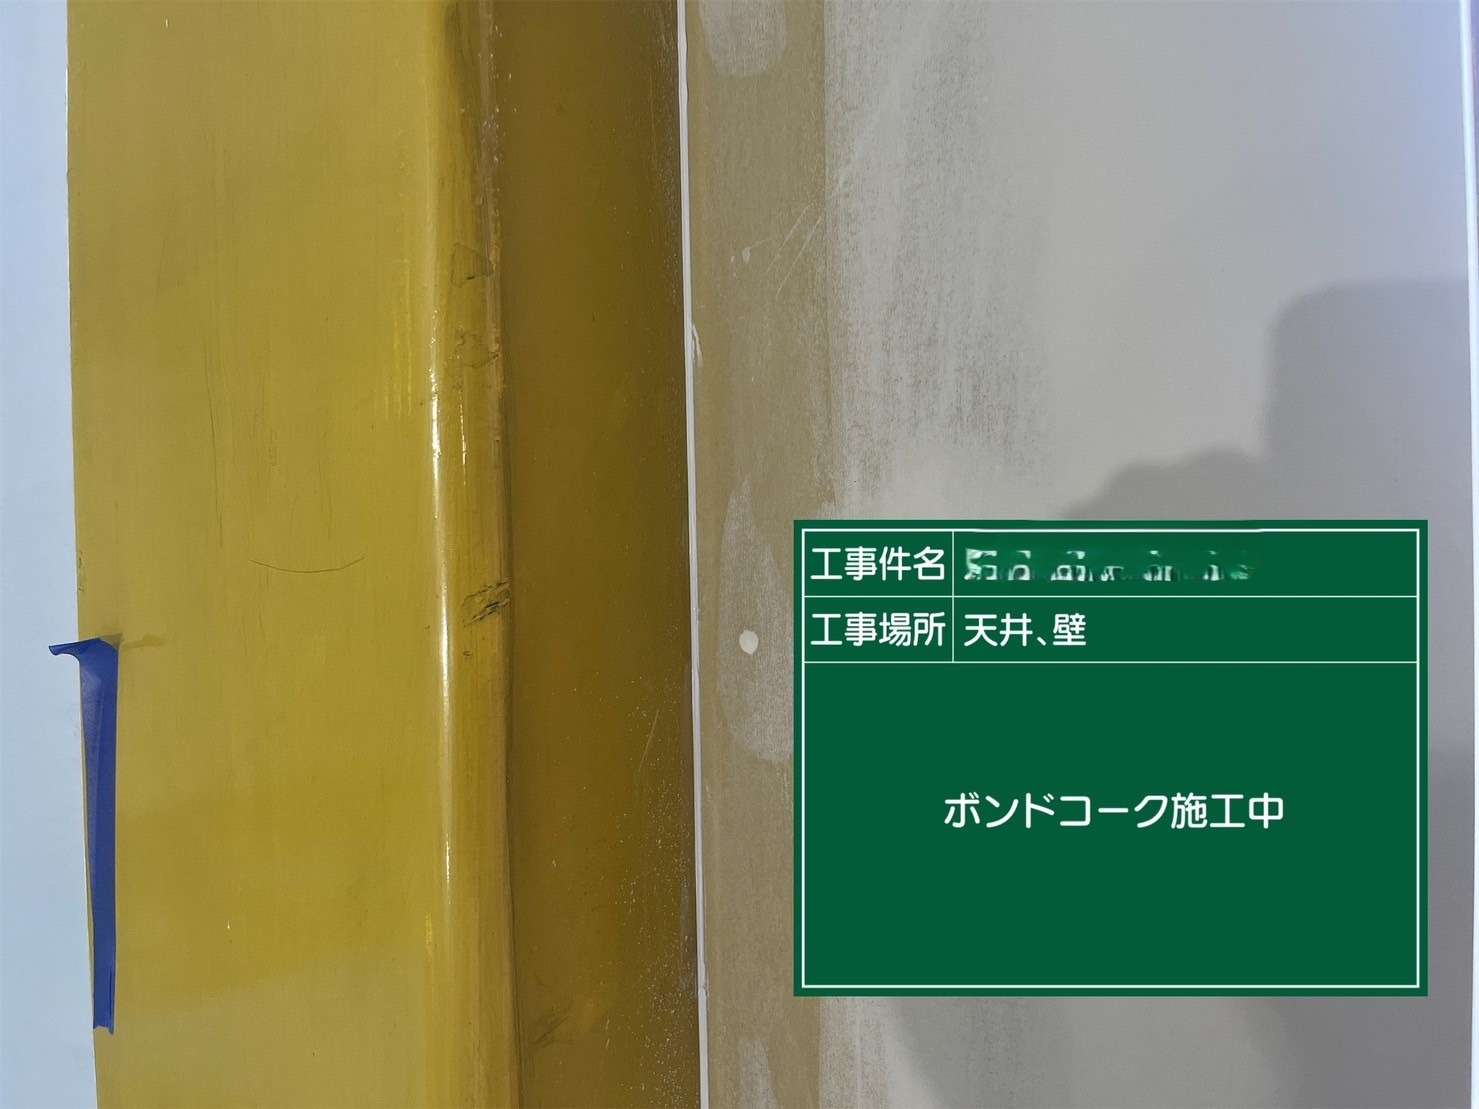 工事件名
工事場所 天井、壁
ボンドコーク施工中